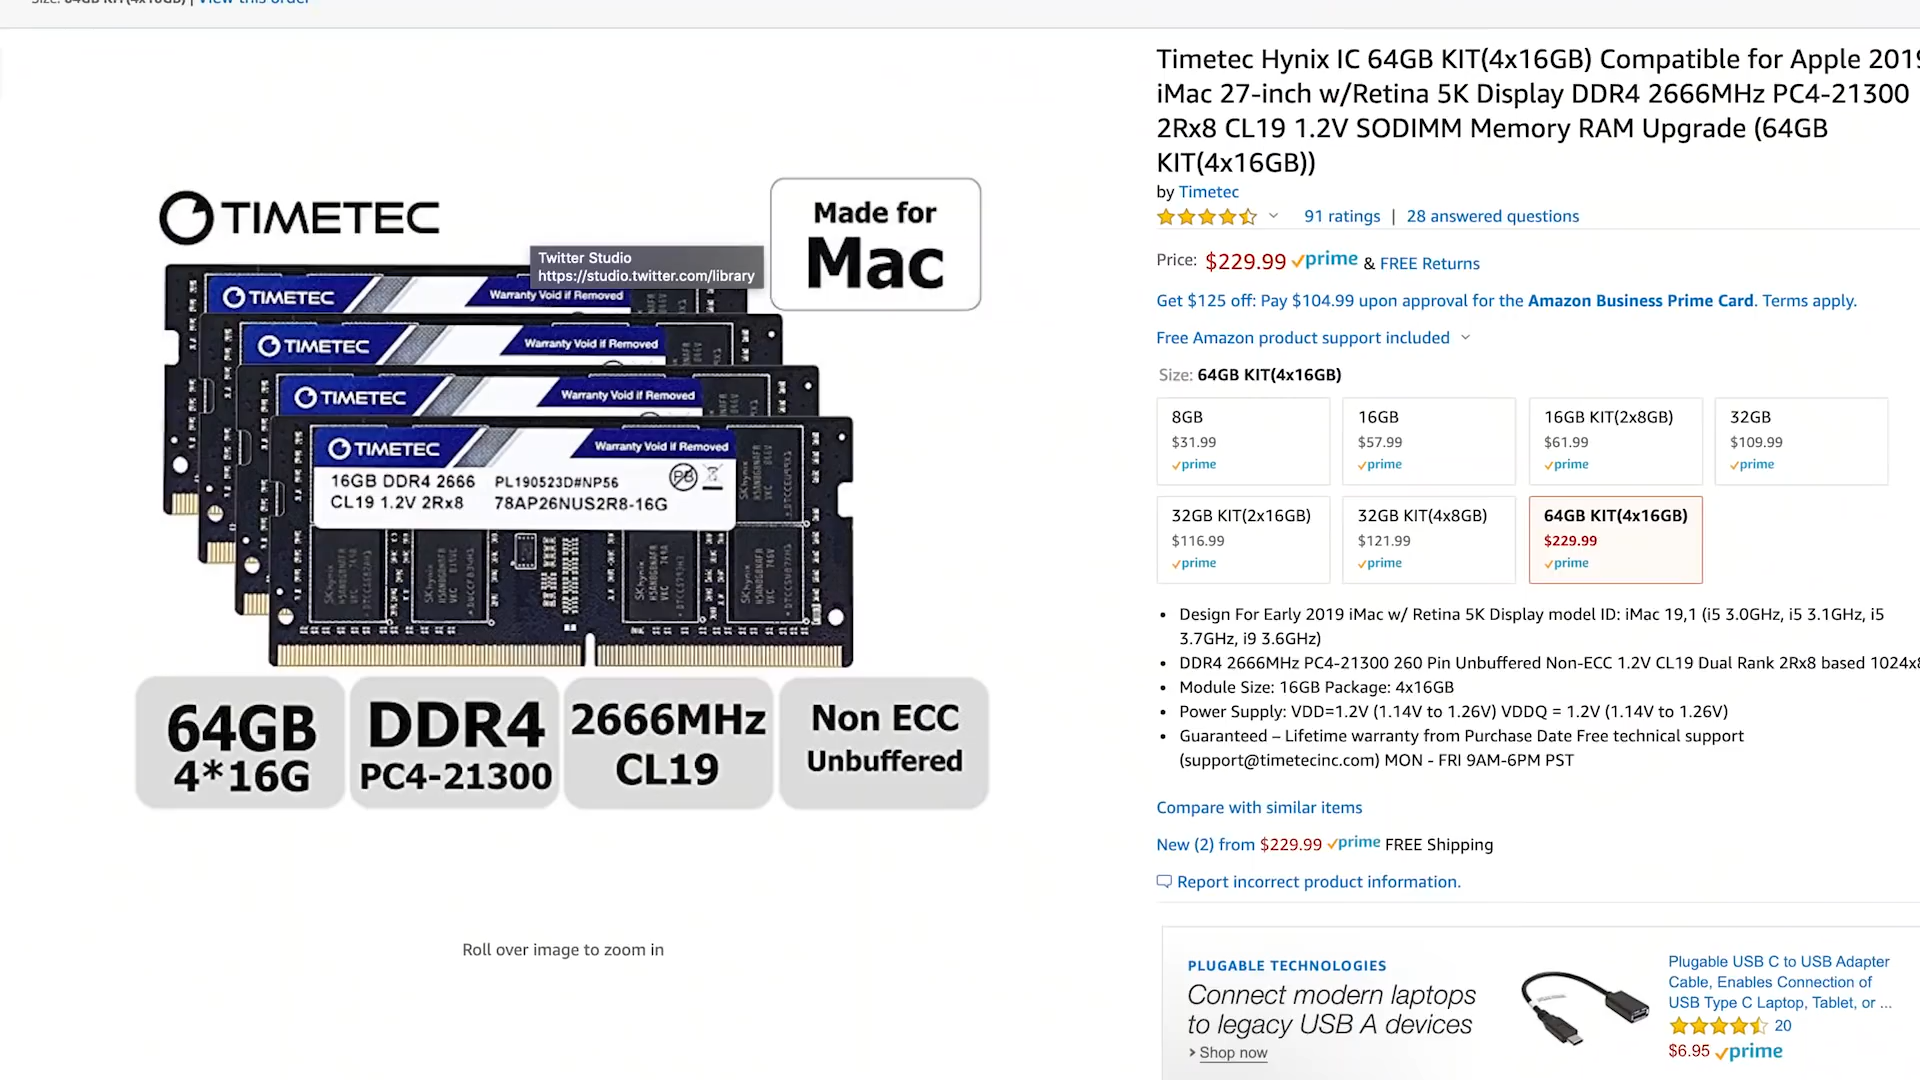 Size: 64GB KIT(4x16GB) | View this order
TIMETEC
Made for
Mac
Twitter Studio
https://studio.twitter.com/library
TIMETEC
Warranty Void if Removed
TIMETEC
Warranty Void if Removed
TIMETEC
Warranty Void if Removed
TIMETEC
Warranty Void if Removed
16GB DDR4 2666 PL190523D#NP56
CL19 1.2V 2Rx8 78AP26NUS2R8-16G
64GB
4*16G
DDR4
PC4-21300
2666MHz
CL19
Non ECC
Unbuffered
Roll over image to zoom in
Timetec Hynix IC 64GB KIT(4x16GB) Compatible for Apple 2019
iMac 27-inch w/Retina 5K Display DDR4 2666MHz PC4-21300
2Rx8 CL19 1.2V SODIMM Memory RAM Upgrade (64GB
KIT(4x16GB))
by Timetec
91 ratings | 28 answered questions
Price: $229.99 prime & FREE Returns
Get $125 off: Pay $104.99 upon approval for the Amazon Business Prime Card. Terms apply.
Free Amazon product support included
Size: 64GB KIT(4x16GB)
8GB
$31.99
prime
16GB
$57.99
prime
16GB KIT(2x8GB)
$61.99
prime
32GB
$109.99
prime
32GB KIT(2x16GB)
$116.99
prime
32GB KIT(4x8GB)
$121.99
prime
64GB KIT(4x16GB)
$229.99
prime
• Design For Early 2019 iMac w/ Retina 5K Display model ID: iMac 19,1 (i5 3.0GHz, i5 3.1GHz, i5
3.7GHz, i9 3.6GHz)
• DDR4 2666MHz PC4-21300 260 Pin Unbuffered Non-ECC 1.2V CL19 Dual Rank 2Rx8 based 1024x8
• Module Size: 16GB Package: 4x16GB
• Power Supply: VDD=1.2V (1.14V to 1.26V) VDDQ = 1.2V (1.14V to 1.26V)
• Guaranteed – Lifetime warranty from Purchase Date Free technical support
(support@timetecinc.com) MON - FRI 9AM-6PM PST
Compare with similar items
New (2) from $229.99 prime FREE Shipping
Report incorrect product information.
PLUGABLE TECHNOLOGIES
Connect modern laptops
to legacy USB A devices
› Shop now
Plugable USB C to USB Adapter
Cable, Enables Connection of
USB Type C Laptop, Tablet, or ...
20
$6.95 prime